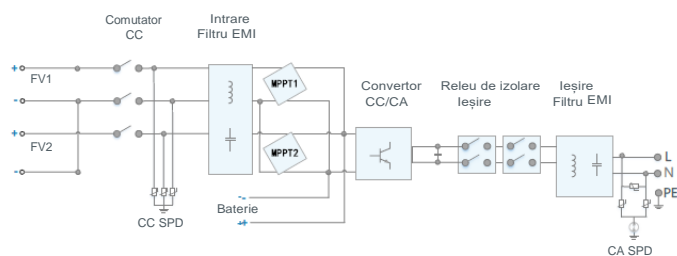 Comutator
CC
Intrare
Filtru EMI
+
FV1
-
+
FV2
-
MPPT1
MPPT2
Convertor
CC/CA
Releu de izolare
Ieșire
Ieșire
Filtru EMI
L
N
PE
--
Baterie
+
CC SPD
CA SPD